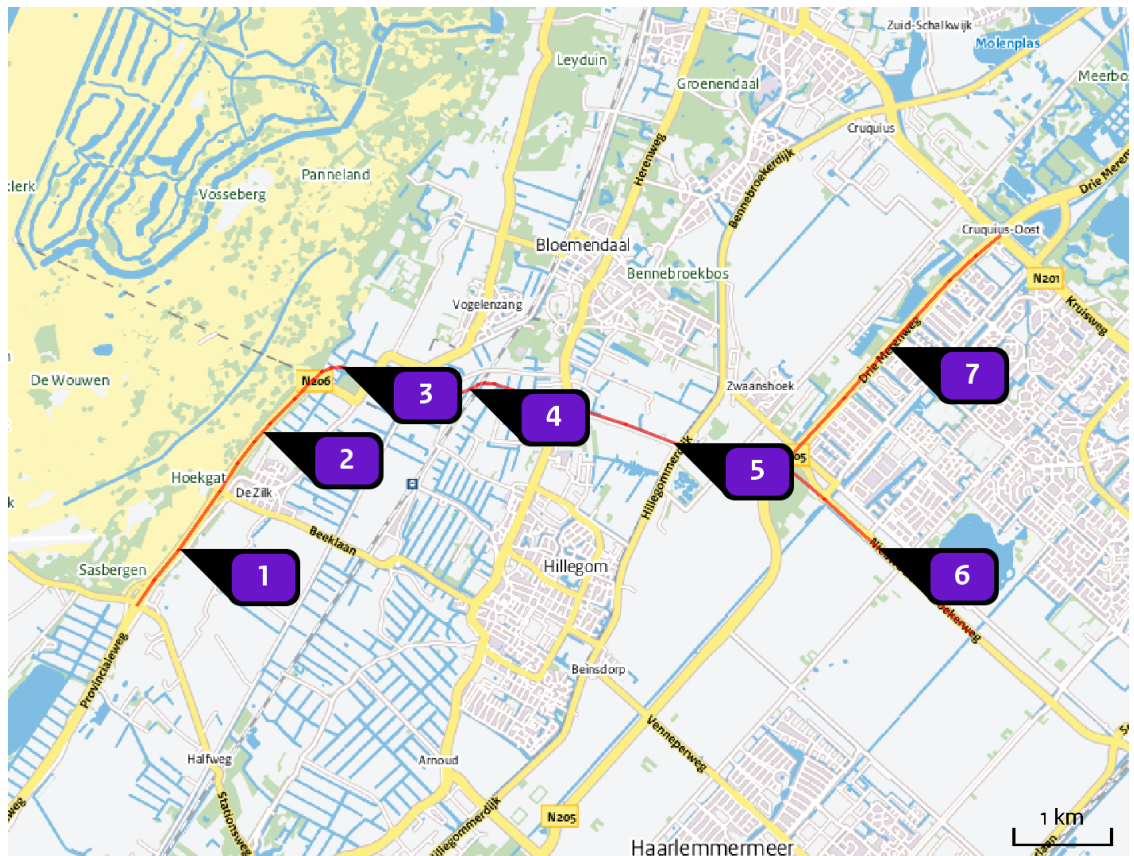 Zuid-Schalkwijk
Molenplas
Leyduin
Groenendaal
Cruquius
Herenweg
Bennebroekerdijk
Panneland
Vosseberg
Drie Meren
Cruquius-Oost
Bloemendaal
Bennebroekbos
N201
Kruisweg
Vogelenzang
De Wouwen
N206
Zwaanshoek
Drie Merenweg
7
3
4
2
5
Hoekgat
De Zilk
Hillegommerdijk
Beeklaan
Sasbergen
1
Hillegom
6
Provincialeweg
Beinsdorp
Halfweg
Arnoud
Venneperweg
Stationsweg
N205
Hillegommerdijk
1 km
Haarlemmermeer